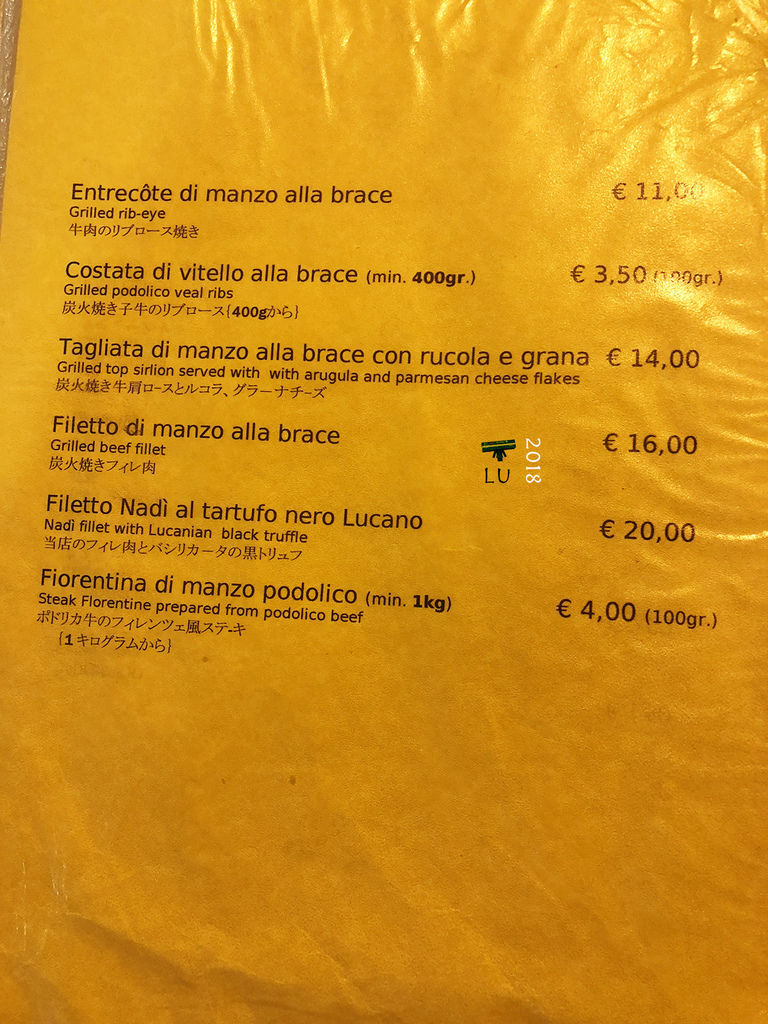 Entrecôte di manzo alla brace € 11,00
Grilled rib-eye
牛肉のリブロース焼き
Costata di vitello alla brace (min. 400gr.) € 3,50 (100gr.)
Grilled podolico veal ribs
炭火焼き子牛のリブロース{400gから}
Tagliata di manzo alla brace con rucola e grana € 14,00
Grilled top sirlion served with with arugula and parmesan cheese flakes
炭火焼き牛肩ロースとルコラ、グラーナチーズ
Filetto di manzo alla brace € 16,00
Grilled beef fillet
炭火焼きフィレ肉
LU 2018
Filetto Nadì al tartufo nero Lucano € 20,00
Nadì fillet with Lucanian black truffle
当店のフィレ肉とバシリカータの黒トリュフ
Fiorentina di manzo podolico (min. 1kg) € 4,00 (100gr.)
Steak Florentine prepared from podolico beef
ポドリカ牛のフィレンツェ風ステーキ
{1キログラムから}